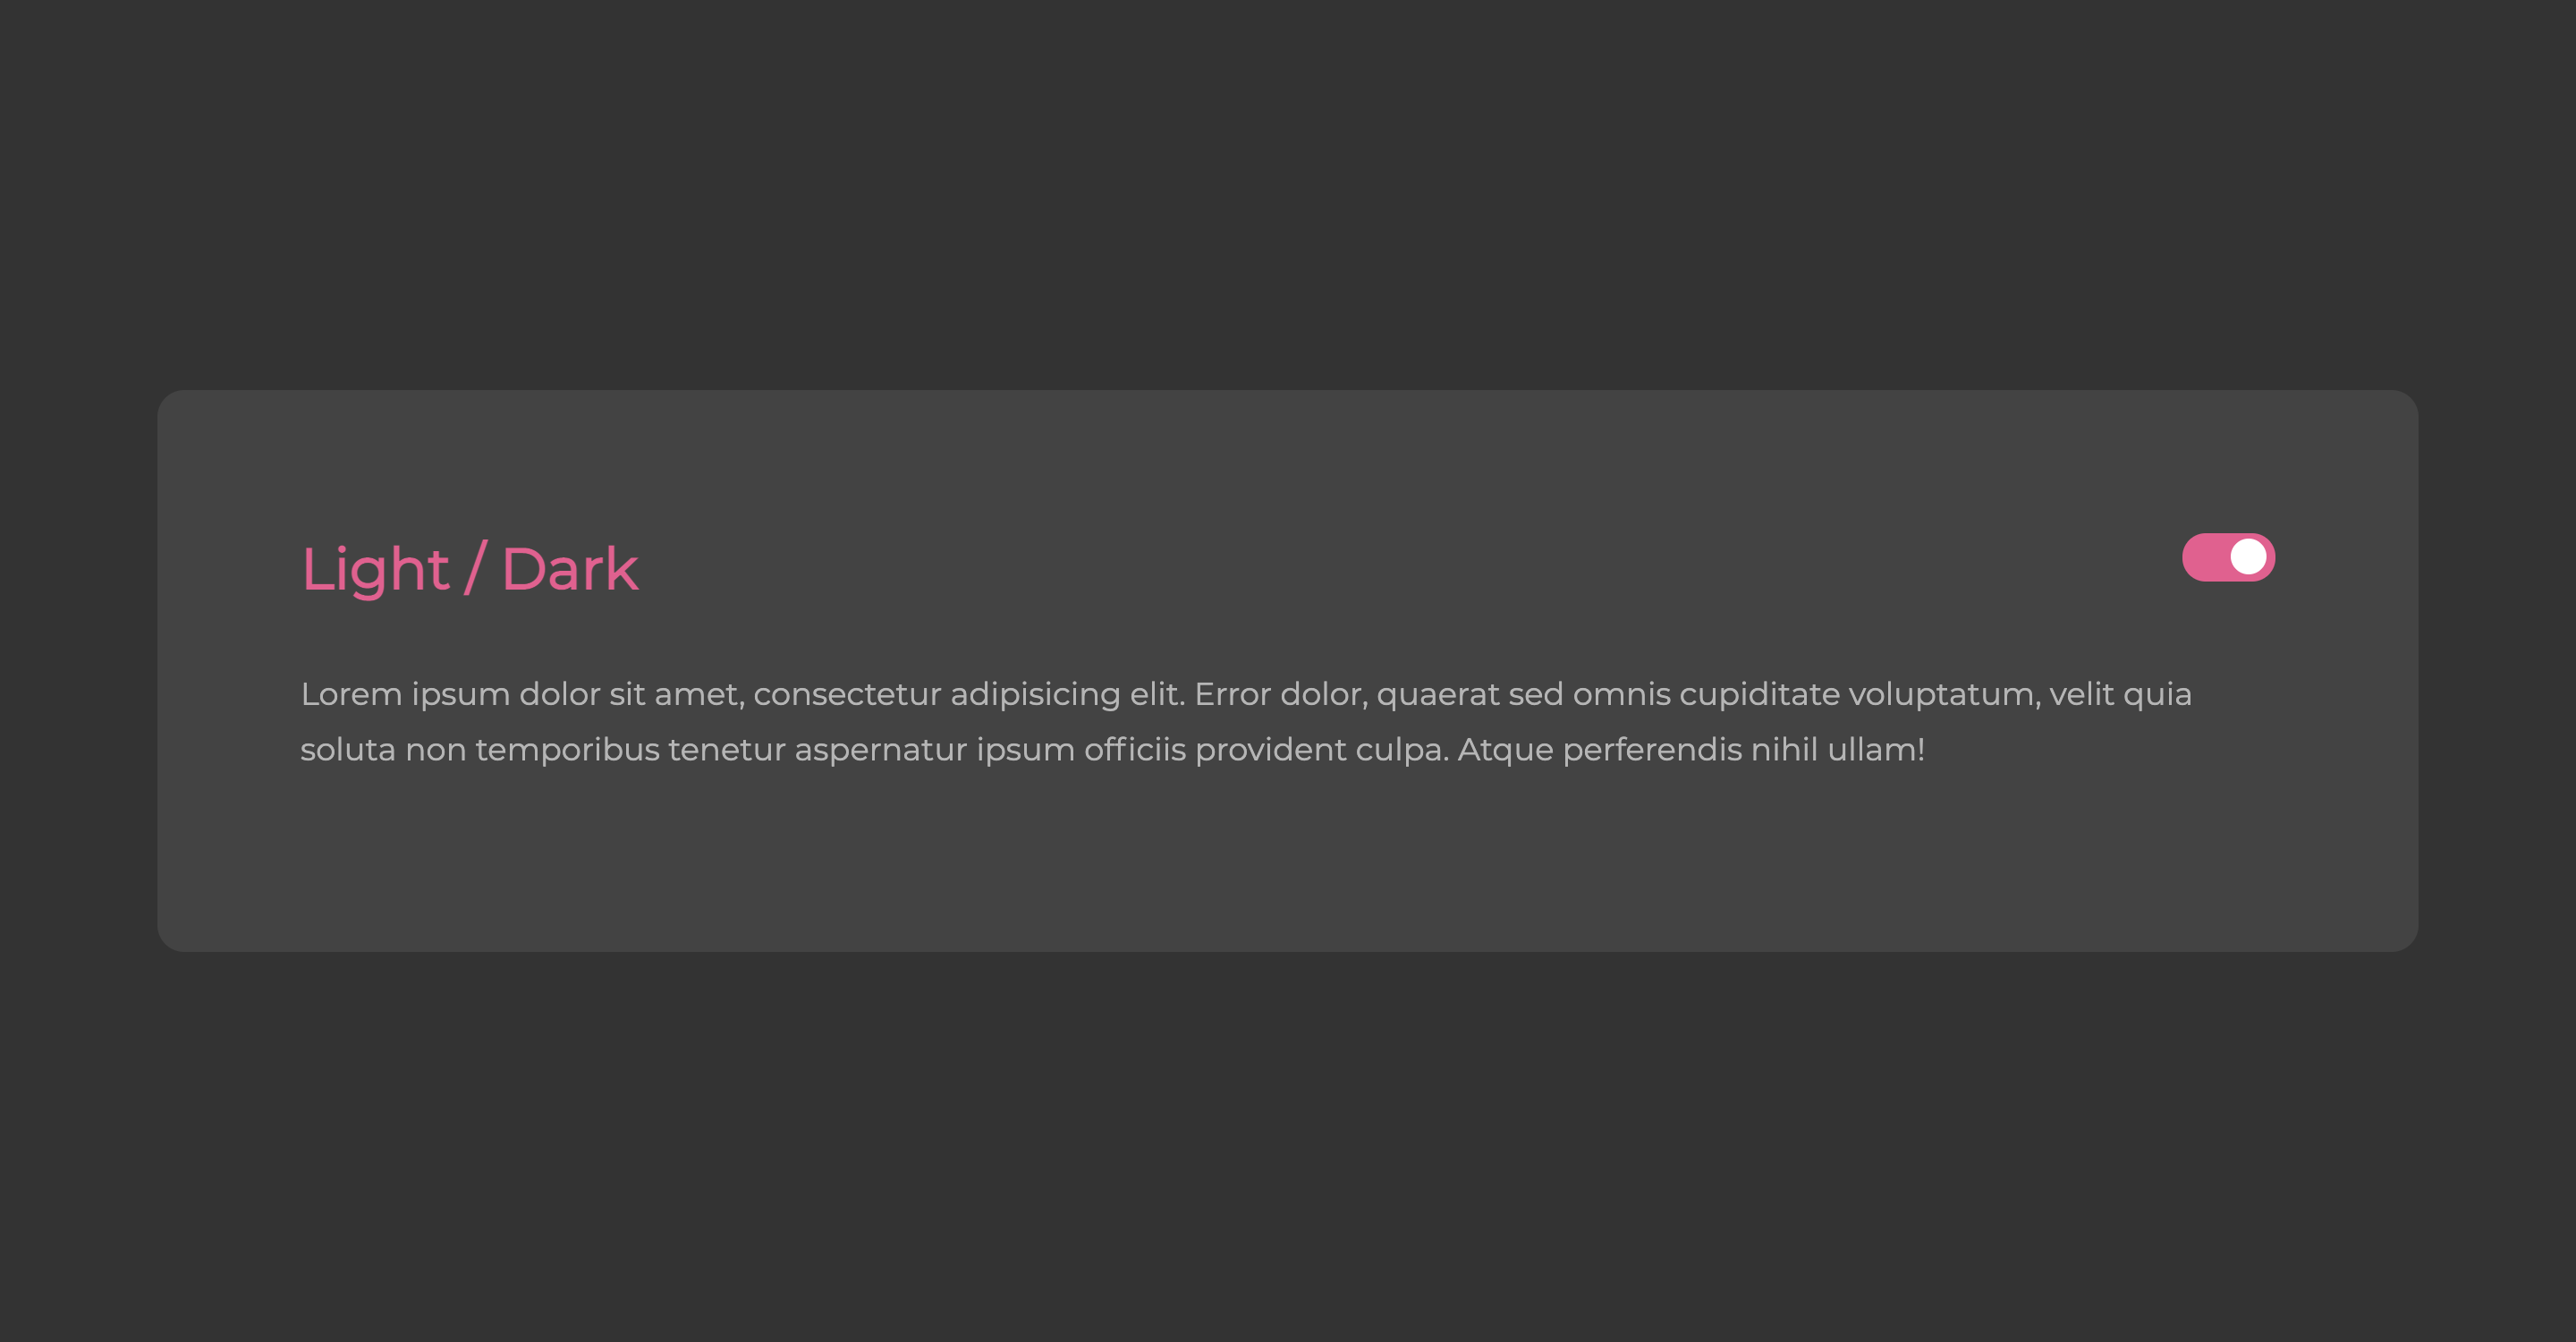 Light / Dark
Lorem ipsum dolor sit amet, consectetur adipisicing elit. Error dolor, quaerat sed omnis cupiditate voluptatum, velit quia
soluta non temporibus tenetur aspernatur ipsum officiis provident culpa. Atque perferendis nihil ullam!